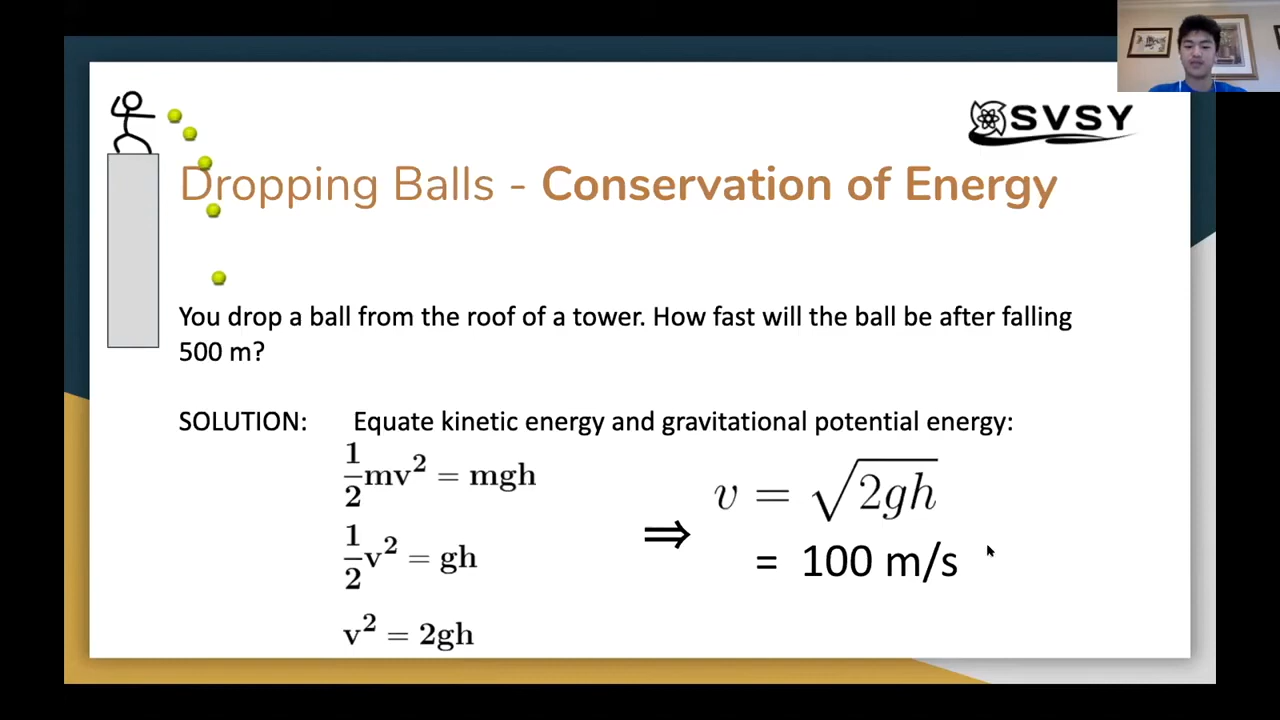 SVSY
Dropping Balls - Conservation of Energy
You drop a ball from the roof of a tower. How fast will the ball be after falling
500 m?
SOLUTION: Equate kinetic energy and gravitational potential energy:
1/2 mv² = mgh
1/2 v² = gh
v² = 2gh
⇒
v = √2gh
= 100 m/s